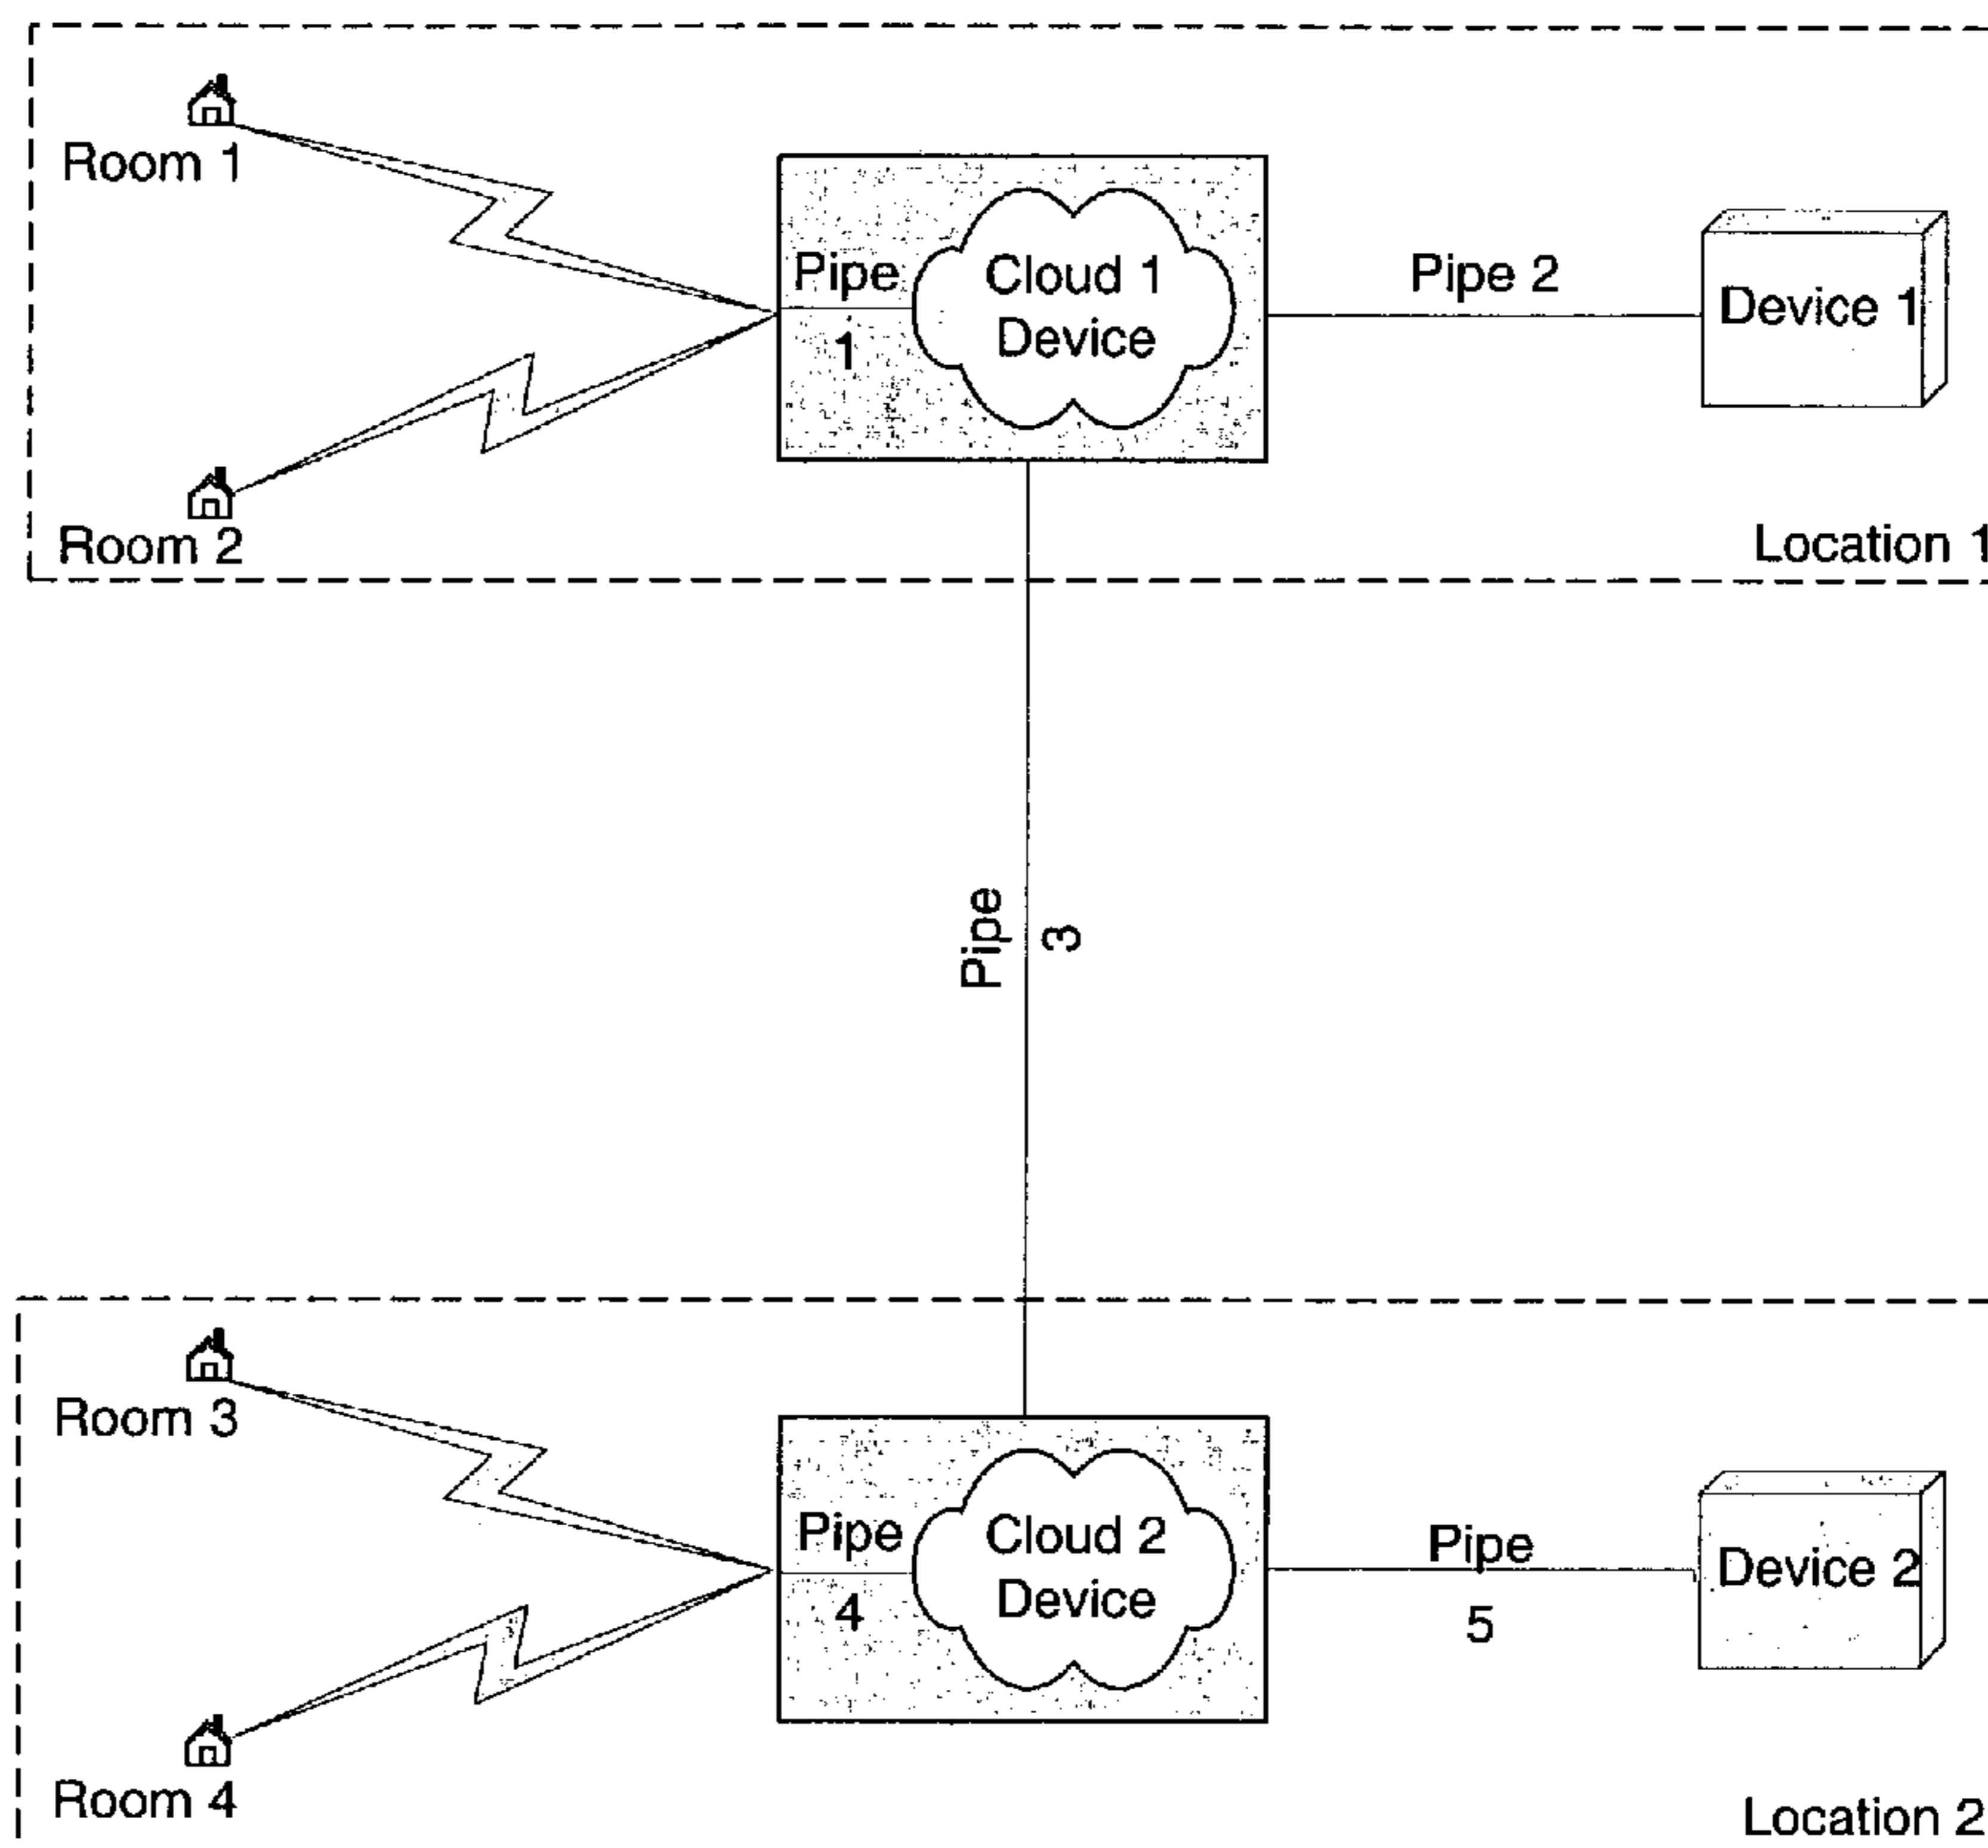 Room 1
Pipe
1
Cloud 1
Device
Pipe 2
Device 1
Room 2
Location 1
Pipe
3
Room 3
Pipe
4
Cloud 2
Device
Pipe
5
Device 2
Room 4
Location 2